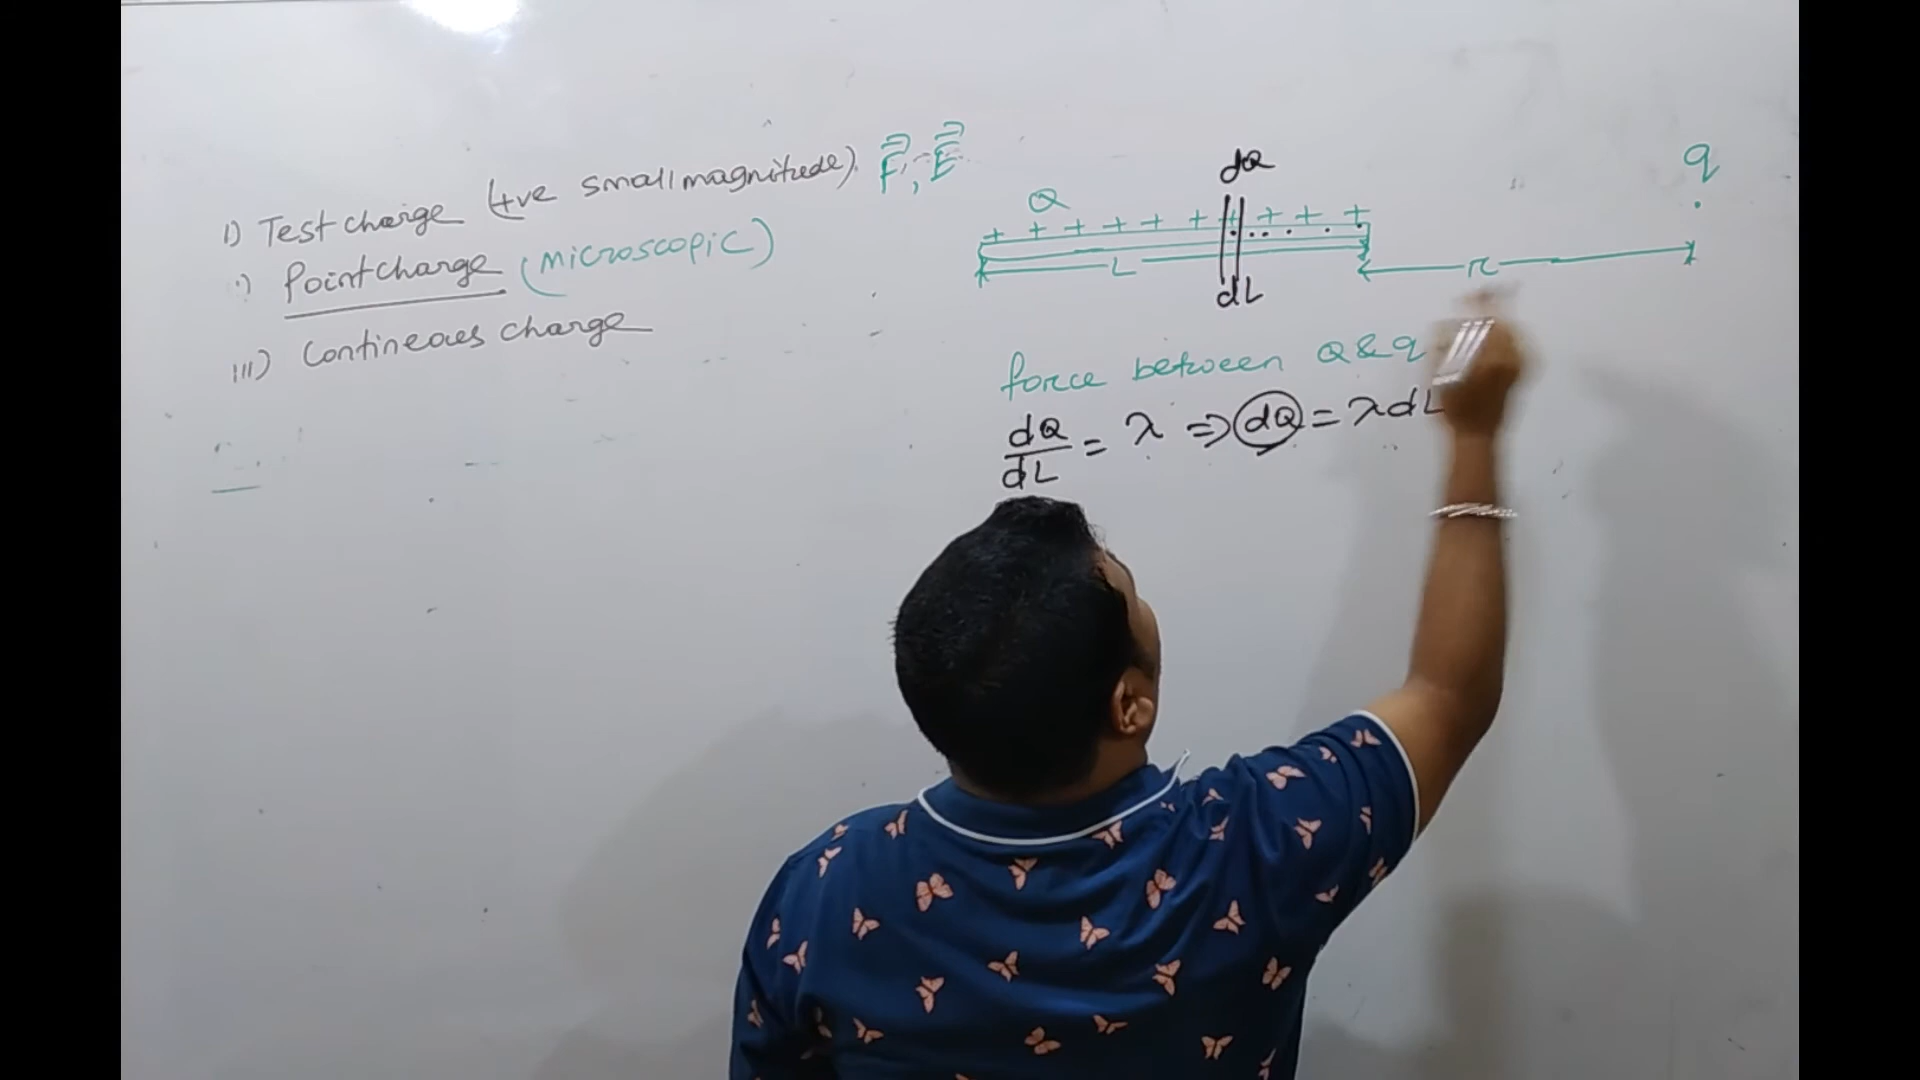 I) Test charge (+ve small magnitude). F⃗, E⃗
i) Point charge (microscopic)
III) Contineous charge
dQ
q
Q
+ + + + + + + + + +
L
r
dL
force between Q & q
dQ/dL = λ ⇒ dQ = λdL